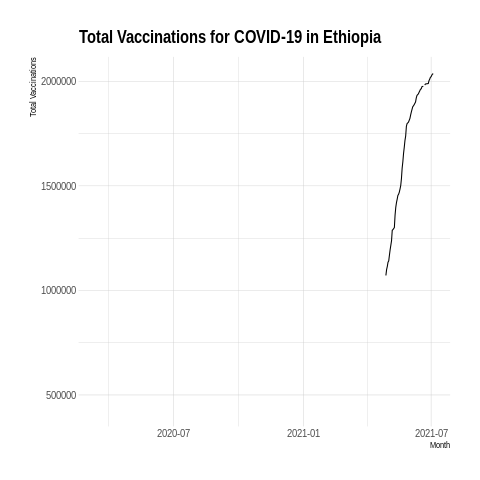 Total Vaccinations for COVID-19 in Ethiopia
Total Vaccinations
2000000
1500000
1000000
500000
2020-07
2021-01
2021-07
Month